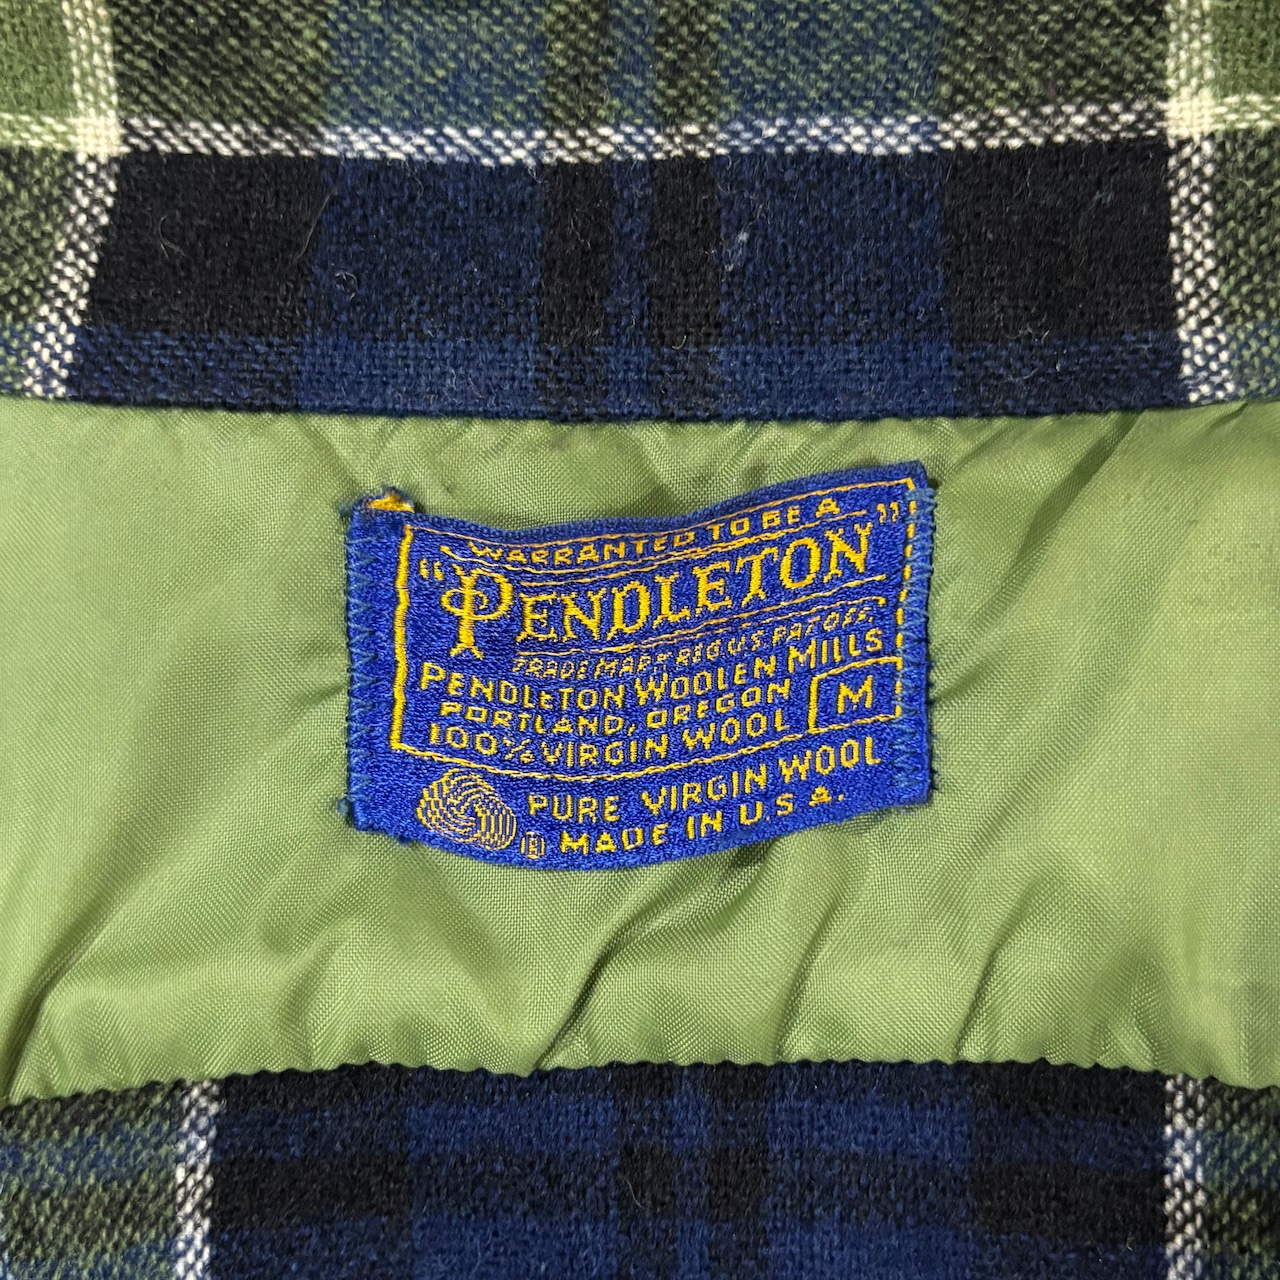 WARRANTED TO BE A
"PENDLETON"
TRADE MARK REG. U.S. PAT. OFF.
PENDLETON WOOLEN MILLS
PORTLAND, OREGON
100% VIRGIN WOOL
M
PURE VIRGIN WOOL
® MADE IN U.S.A.